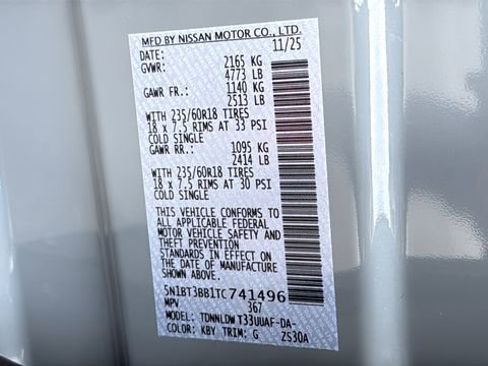 MFD BY NISSAN MOTOR CO., LTD.
DATE: 11/25
GVWR: 2165 KG
4773 LB
GAWR FR.: 1140 KG
2513 LB
WITH 235/60R18 TIRES
18 x 7.5 RIMS AT 33 PSI
COLD SINGLE
GAWR RR.: 1095 KG
2414 LB
WITH 235/60R18 TIRES
18 x 7.5 RIMS AT 30 PSI
COLD SINGLE
THIS VEHICLE CONFORMS TO
ALL APPLICABLE FEDERAL
MOTOR VEHICLE SAFETY AND
THEFT PREVENTION
STANDARDS IN EFFECT ON
THE DATE OF MANUFACTURE
SHOWN ABOVE.
5N1BT3BB1TC741496
MPV 367
MODEL: TDNNLDW T33UUAF-DA-
COLOR: KBY TRIM: G ZS30A